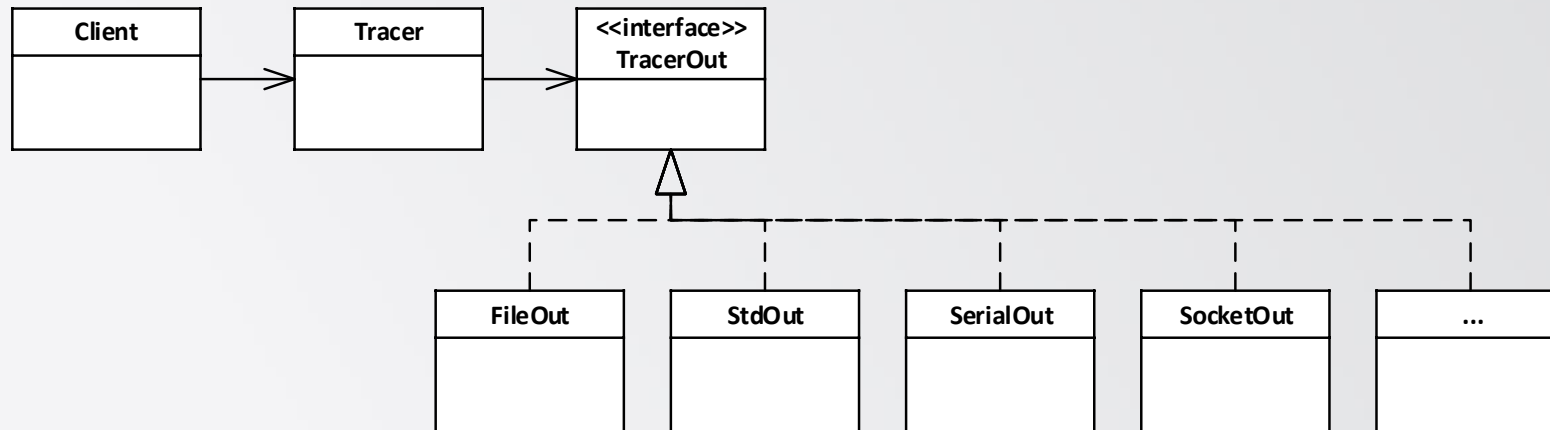 Client
Tracer
<<interface>>
TracerOut
FileOut
StdOut
SerialOut
SocketOut
...